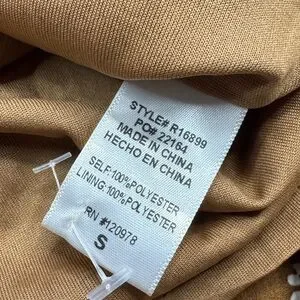 STYLE# R16899
PO# 22164
MADE IN CHINA
HECHO EN CHINA
SELF:100%POLYESTER
LINING:100%POLYESTER
RN #120978
S